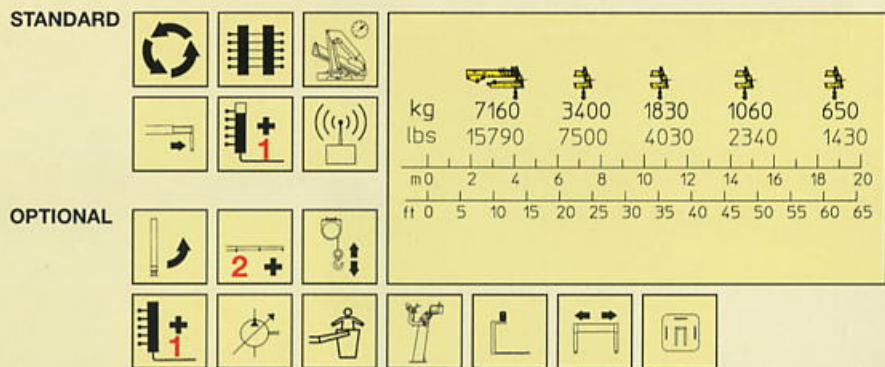 STANDARD
+
1
kg 7160 3400 1830 1060 650
lbs 15790 7500 4030 2340 1430
m 0 2 4 6 8 10 12 14 16 18 20
ft 0 5 10 15 20 25 30 35 40 45 50 55 60 65
OPTIONAL
2 +
+
1